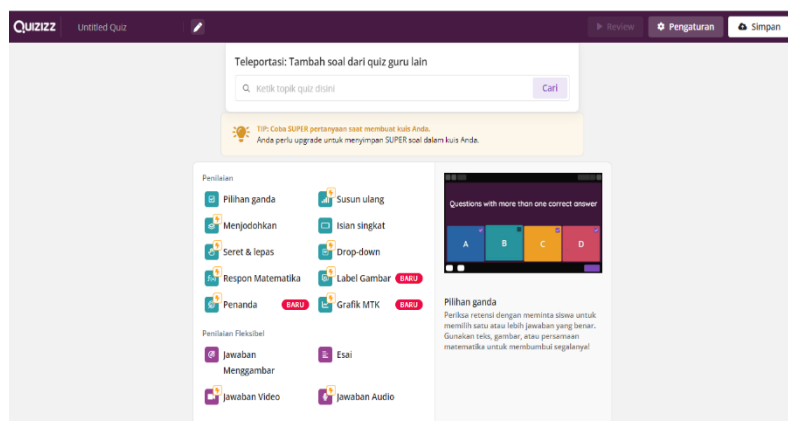 QUIZIZZ
Untitled Quiz
Review
Pengaturan
Simpan
Teleportasi: Tambah soal dari quiz guru lain
Ketik topik quiz disini
Cari
TIP: Coba SUPER pertanyaan saat membuat kuis Anda.
Anda perlu upgrade untuk menyimpan SUPER soal dalam kuis Anda.
Penilaian
Pilihan ganda
Susun ulang
Menjodohkan
Isian singkat
Seret & lepas
Drop-down
Respon Matematika
Label Gambar BARU
Penanda BARU
Grafik MTK BARU
Penilaian Fleksibel
Jawaban
Menggambar
Esai
Jawaban Video
Jawaban Audio
Questions with more than one correct answer
A B C D
Pilihan ganda
Periksa retensi dengan meminta siswa untuk
memilih satu atau lebih jawaban yang benar.
Gunakan teks, gambar, atau persamaan
matematika untuk membumbui segalanya!